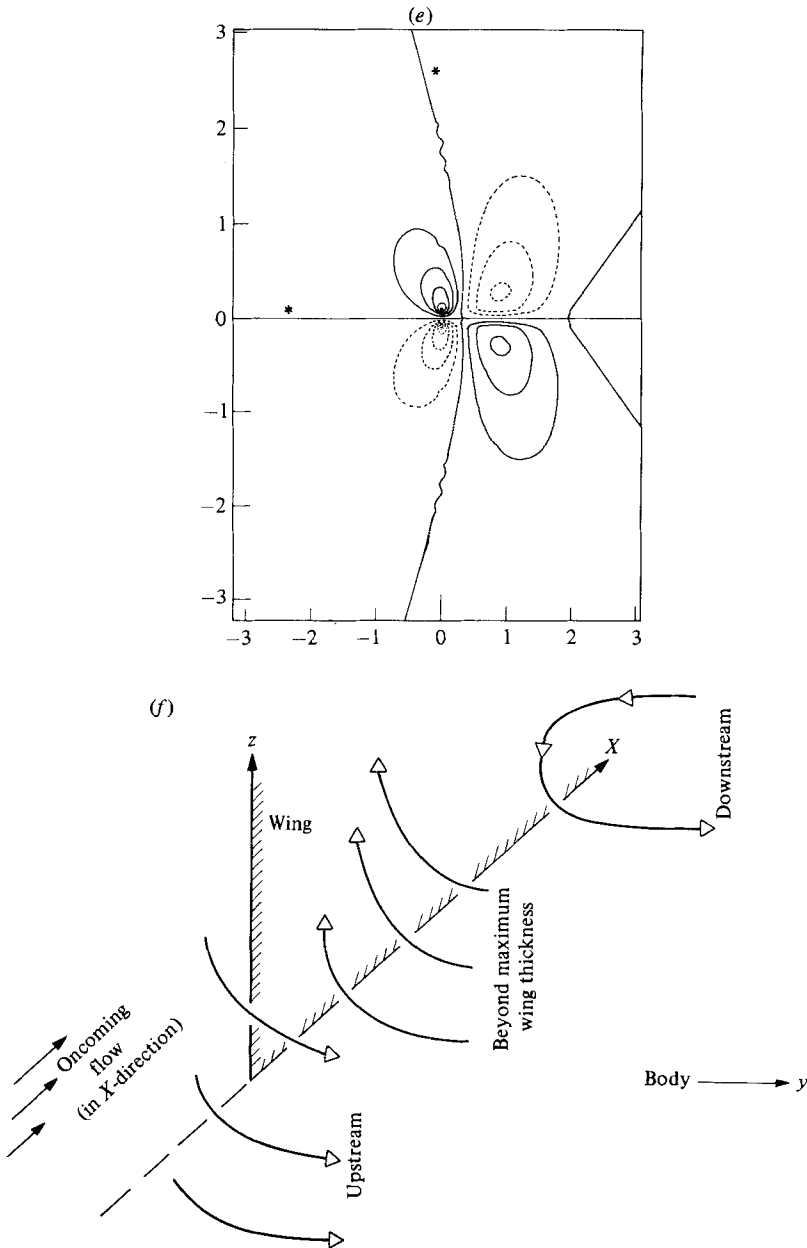 (e)
3
2
1
0
−1
−2
−3
−3 −2 −1 0 1 2 3
(f)
z
Wing
X
Downstream
Beyond maximum
wing thickness
Oncoming
flow
(in X-direction)
Body
y
Upstream